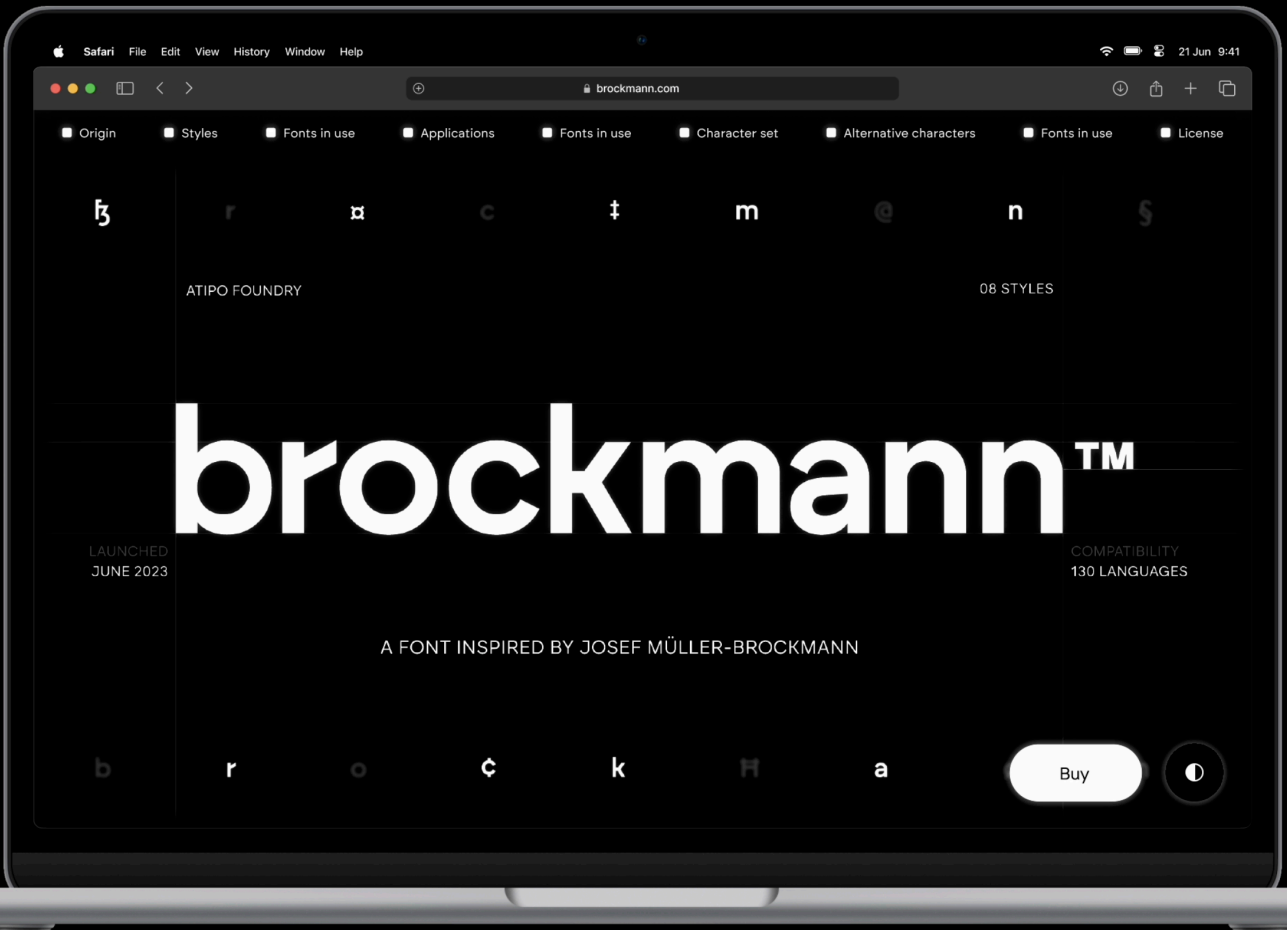 Safari File Edit View History Window Help 21 Jun 9:41
brockmann.com
Origin Styles Fonts in use Applications Fonts in use Character set Alternative characters Fonts in use License
ꜩ r ¤ c ‡ m @ n §
ATIPO FOUNDRY 08 STYLES
brockmann™
LAUNCHED COMPATIBILITY
JUNE 2023 130 LANGUAGES
A FONT INSPIRED BY JOSEF MÜLLER-BROCKMANN
b r o ¢ k Ħ a
Buy